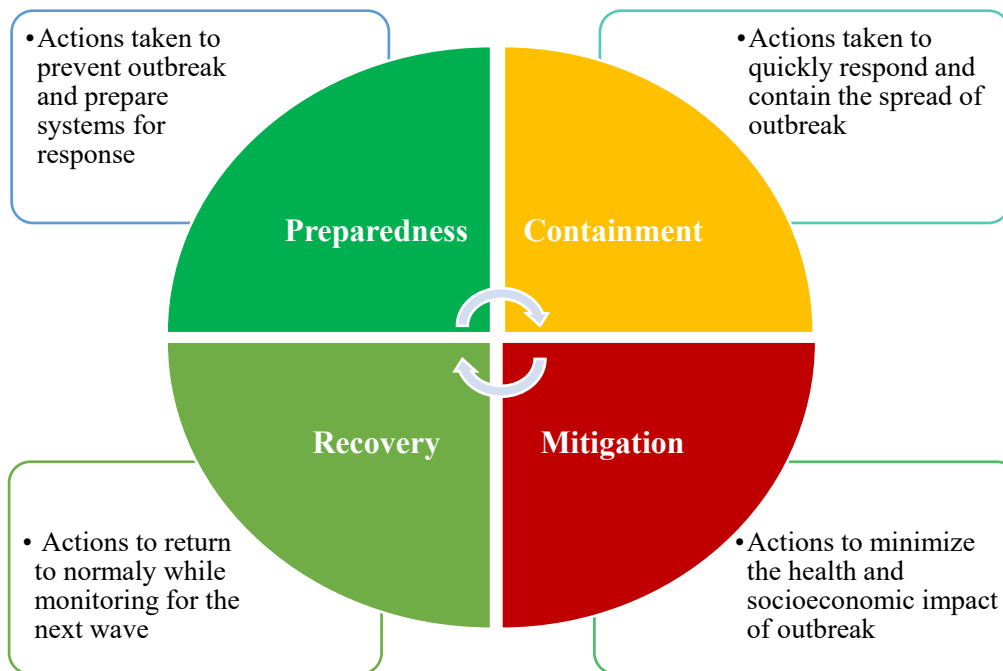 •Actions taken to
prevent outbreak
and prepare
systems for
response
•Actions taken to
quickly respond and
contain the spread of
outbreak
Preparedness
Containment
Recovery
Mitigation
• Actions to return
to normaly while
monitoring for the
next wave
•Actions to minimize
the health and
socioeconomic impact
of outbreak